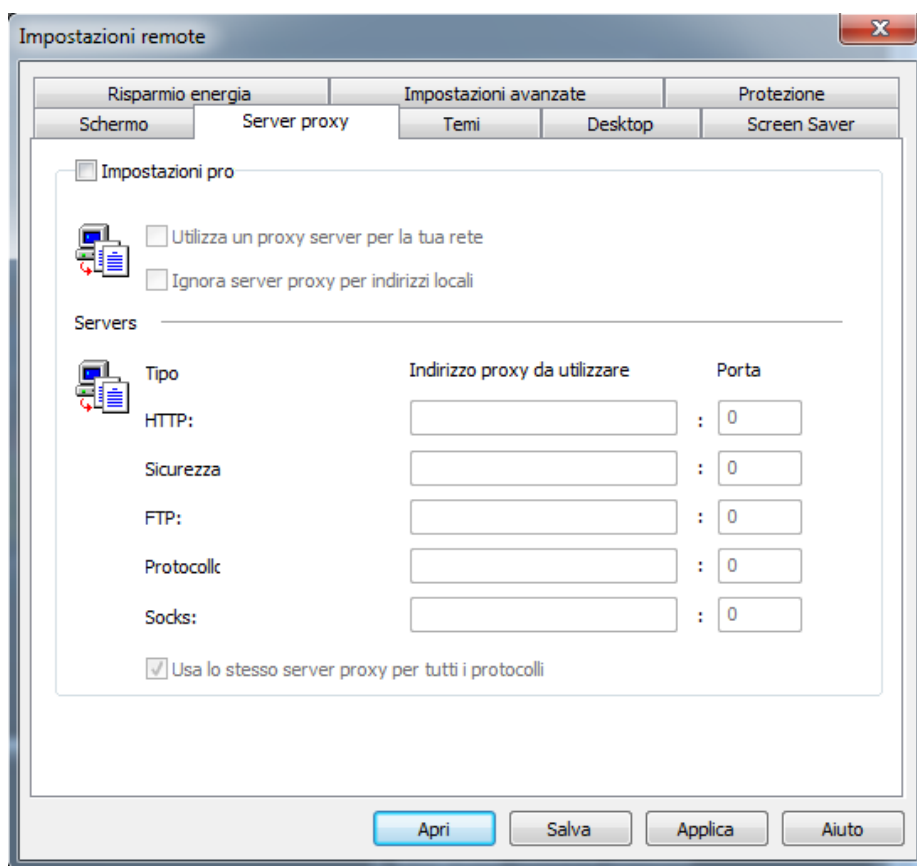 Impostazioni remote
Risparmio energia Impostazioni avanzate Protezione
Schermo Server proxy Temi Desktop Screen Saver
Impostazioni pro
Utilizza un proxy server per la tua rete
Ignora server proxy per indirizzi locali
Servers
Tipo Indirizzo proxy da utilizzare Porta
HTTP: : 0
Sicurezza : 0
FTP: : 0
Protocollo : 0
Socks: : 0
Usa lo stesso server proxy per tutti i protocolli
Apri Salva Applica Aiuto